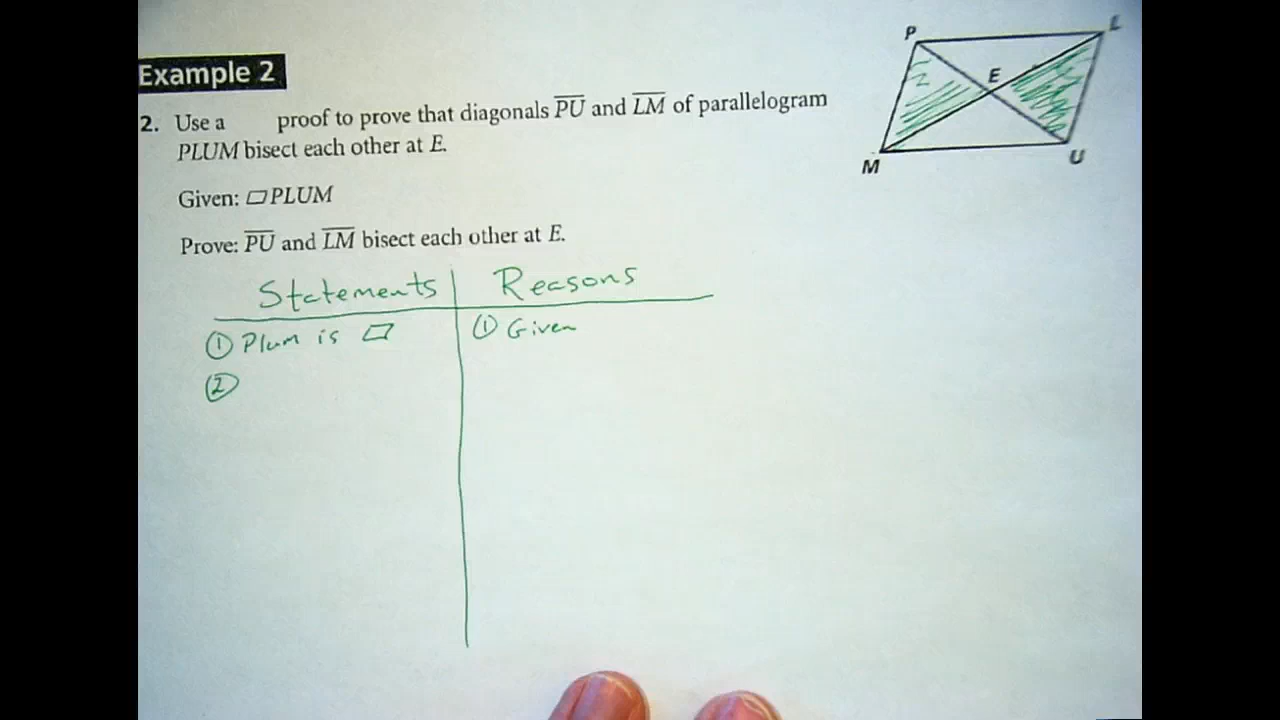 Example 2
2. Use a proof to prove that diagonals PU and LM of parallelogram
PLUM bisect each other at E.
Given: ▱PLUM
Prove: PU and LM bisect each other at E.
Statements Reasons
① Plum is ▱ ① Given
②
P L
E
M U